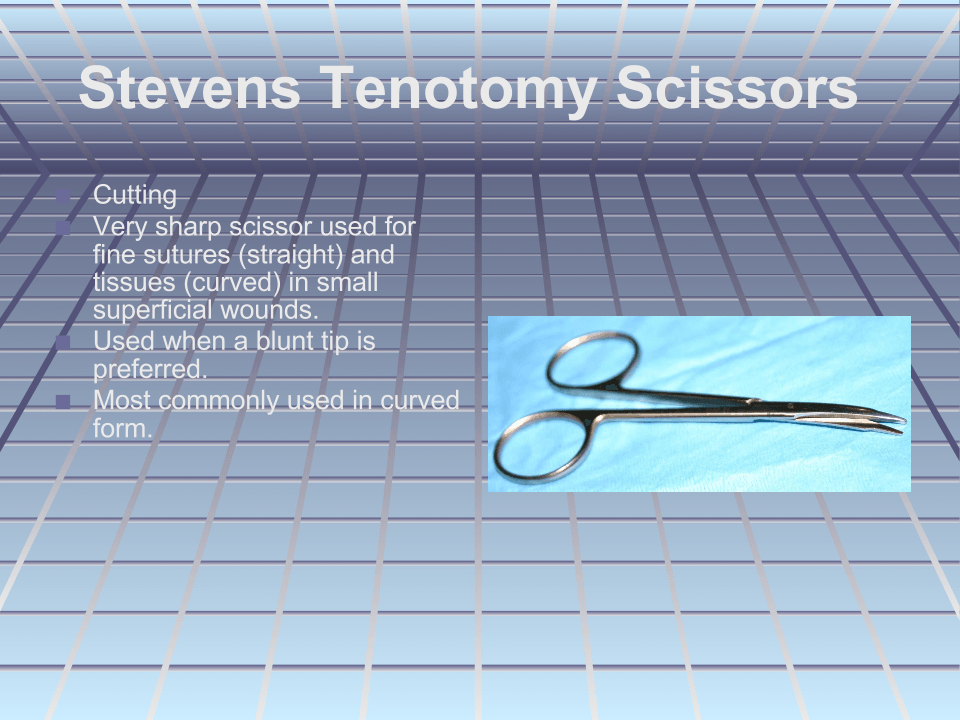 Stevens Tenotomy Scissors
Cutting
Very sharp scissor used for
fine sutures (straight) and
tissues (curved) in small
superficial wounds.
Used when a blunt tip is
preferred.
Most commonly used in curved
form.